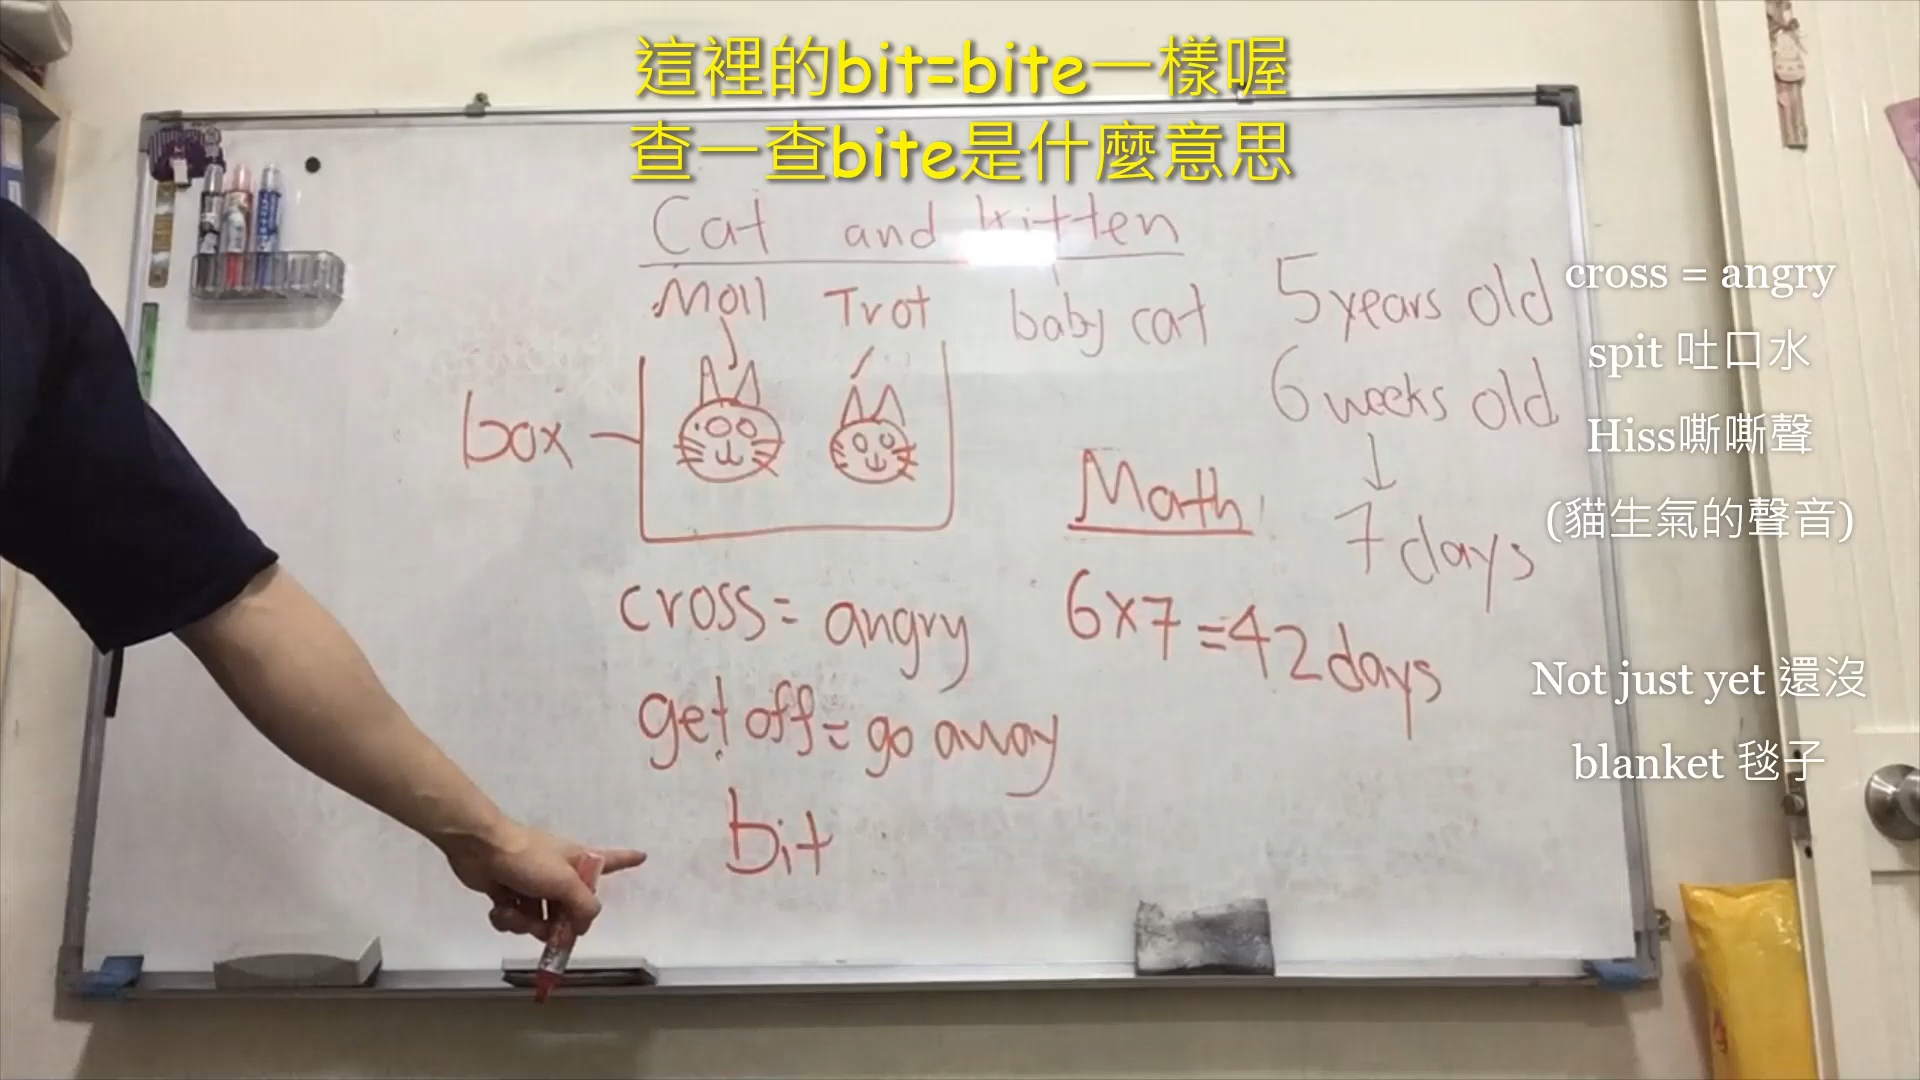 這裡的bit=bite一樣喔
查一查bite是什麼意思
Cat and kitten
Moll Trot baby cat
5 years old
6 weeks old
7 days
box
Math
cross = angry
6x7=42 days
get off = go away
bit
cross = angry
spit 吐口水
Hiss嘶嘶聲
(貓生氣的聲音)
Not just yet 還沒
blanket 毯子